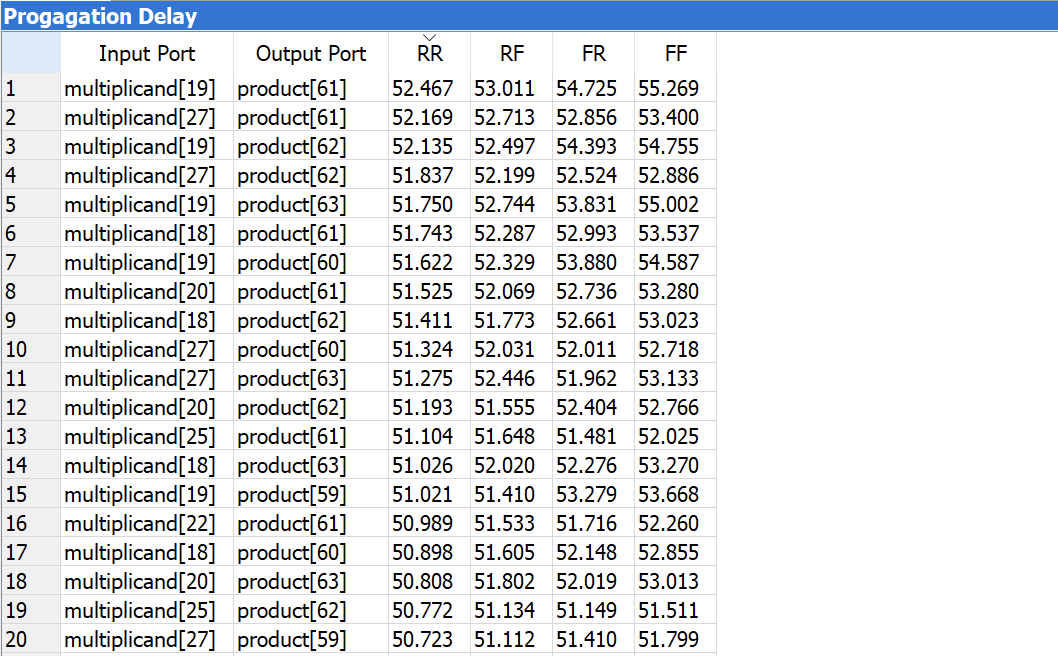 Progagation Delay
Input Port Output Port RR RF FR FF
1 multiplicand[19] product[61] 52.467 53.011 54.725 55.269
2 multiplicand[27] product[61] 52.169 52.713 52.856 53.400
3 multiplicand[19] product[62] 52.135 52.497 54.393 54.755
4 multiplicand[27] product[62] 51.837 52.199 52.524 52.886
5 multiplicand[19] product[63] 51.750 52.744 53.831 55.002
6 multiplicand[18] product[61] 51.743 52.287 52.993 53.537
7 multiplicand[19] product[60] 51.622 52.329 53.880 54.587
8 multiplicand[20] product[61] 51.525 52.069 52.736 53.280
9 multiplicand[18] product[62] 51.411 51.773 52.661 53.023
10 multiplicand[27] product[60] 51.324 52.031 52.011 52.718
11 multiplicand[27] product[63] 51.275 52.446 51.962 53.133
12 multiplicand[20] product[62] 51.193 51.555 52.404 52.766
13 multiplicand[25] product[61] 51.104 51.648 51.481 52.025
14 multiplicand[18] product[63] 51.026 52.020 52.276 53.270
15 multiplicand[19] product[59] 51.021 51.410 53.279 53.668
16 multiplicand[22] product[61] 50.989 51.533 51.716 52.260
17 multiplicand[18] product[60] 50.898 51.605 52.148 52.855
18 multiplicand[20] product[63] 50.808 51.802 52.019 53.013
19 multiplicand[25] product[62] 50.772 51.134 51.149 51.511
20 multiplicand[27] product[59] 50.723 51.112 51.410 51.799